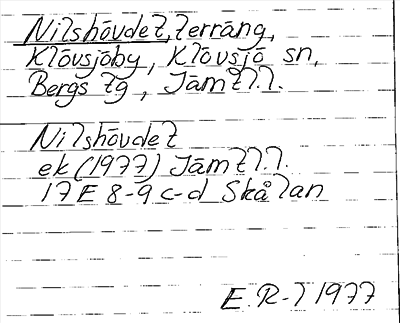 Nilshövdet, terräng,
Klövsjöby, Klövsjö sn,
Bergs tg, Jämtl.l.
Nilshövdet
ek (1977) Jämtl.l.
17E 8-9 c-d Skålan
E. R-l 1977